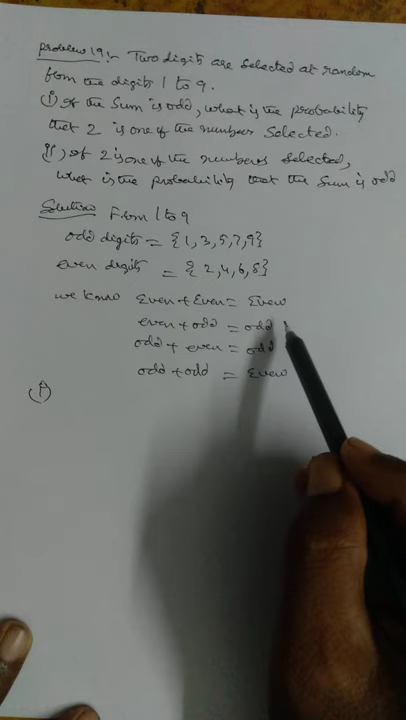 Problem 19:- Two digits are selected at random
from the digits 1 to 9.
(i) If the sum is odd, what is the probability
that 2 is one of the numbers selected.
ii) If 2 is one of the numbers selected,
what is the probability that the sum is odd
Solution From 1 to 9
odd digits = {1, 3, 5, 7, 9}
even digits = {2, 4, 6, 8}
we know Even + Even = Even
even + odd = odd
odd + even = odd
odd + odd = Even
(i)